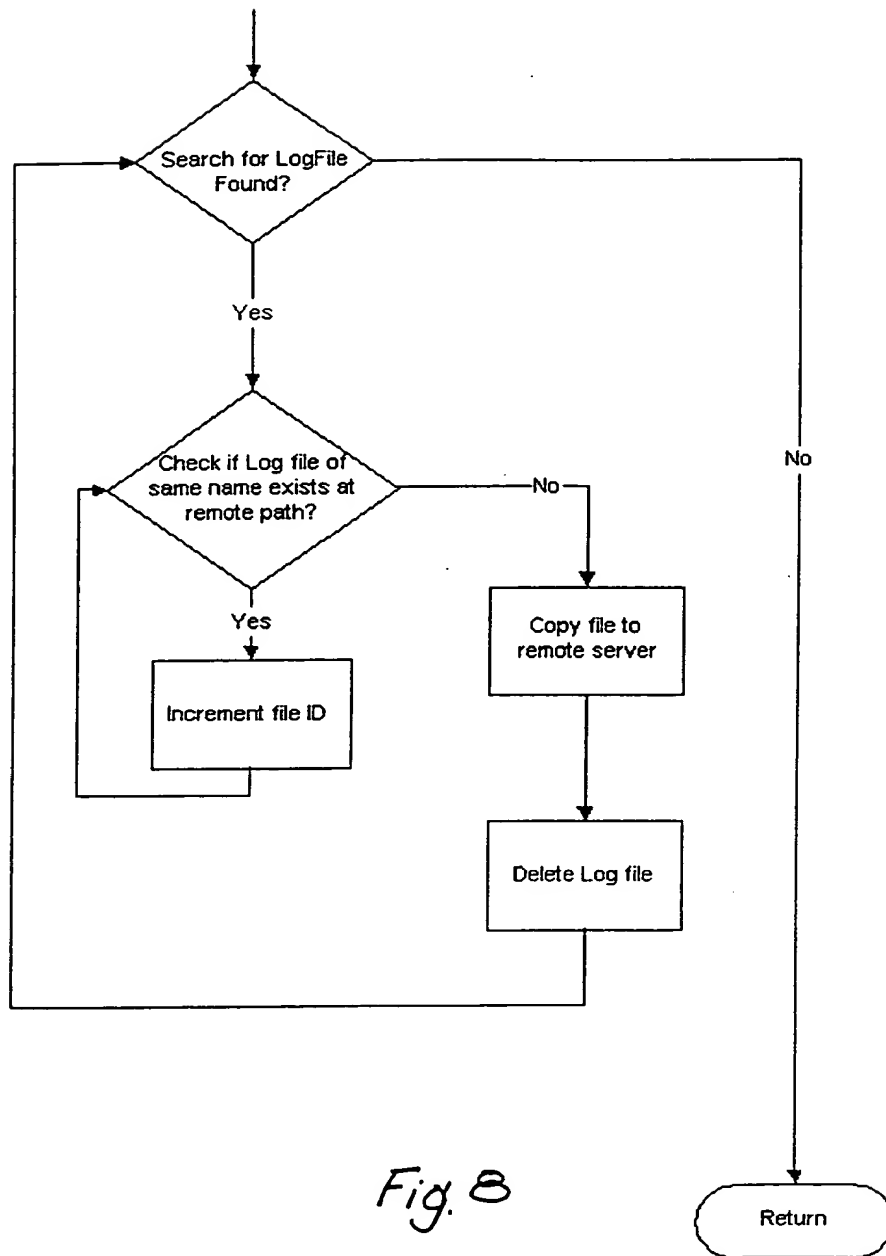 Search for LogFile
Found?
Yes
No
Check if Log file of
same name exists at
remote path?
No
Yes
Copy file to
remote server
Increment file ID
Delete Log file
Fig. 8
Return